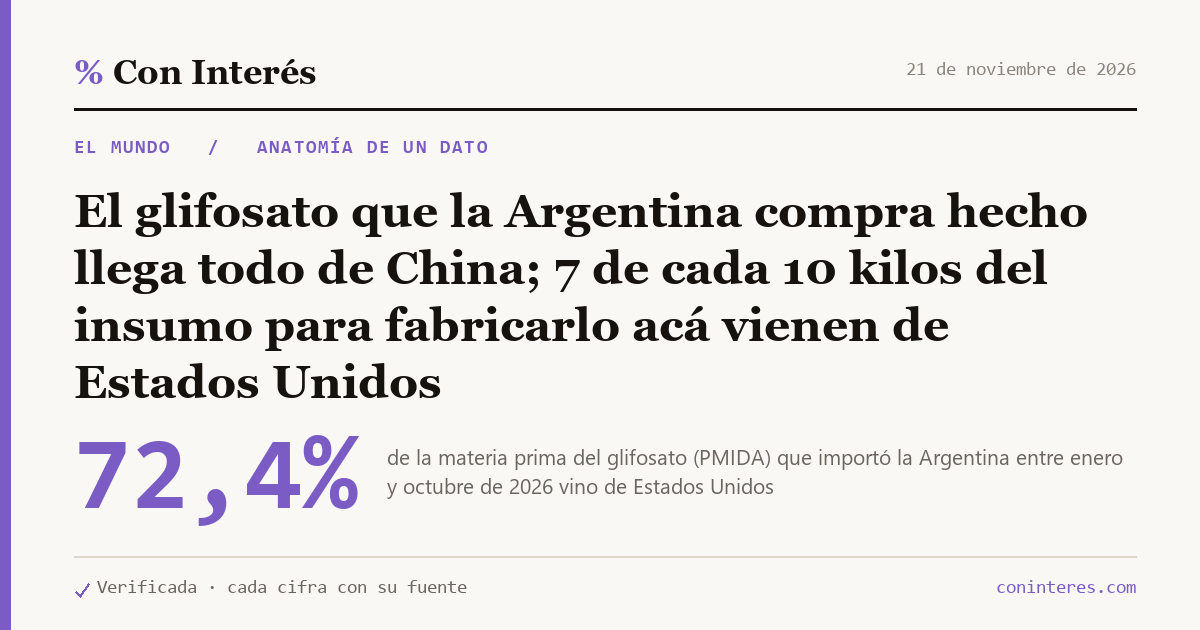 % Con Interés
21 de noviembre de 2026
EL MUNDO / ANATOMÍA DE UN DATO
El glifosato que la Argentina compra hecho
llega todo de China; 7 de cada 10 kilos del
insumo para fabricarlo acá vienen de
Estados Unidos
72,4%
de la materia prima del glifosato (PMIDA) que importó la Argentina entre enero
y octubre de 2026 vino de Estados Unidos
✓ Verificada · cada cifra con su fuente
coninteres.com